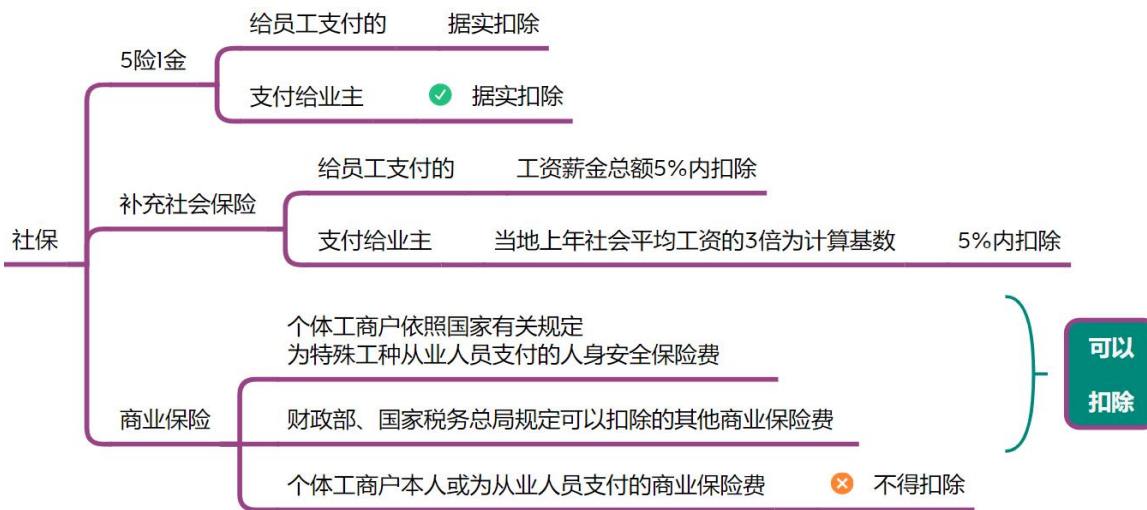 社保
5险1金
给员工支付的 据实扣除
支付给业主 据实扣除
补充社会保险
给员工支付的 工资薪金总额5%内扣除
支付给业主 当地上年社会平均工资的3倍为计算基数 5%内扣除
商业保险
个体工商户依照国家有关规定
为特殊工种从业人员支付的人身安全保险费
财政部、国家税务总局规定可以扣除的其他商业保险费
可以
扣除
个体工商户本人或为从业人员支付的商业保险费 不得扣除